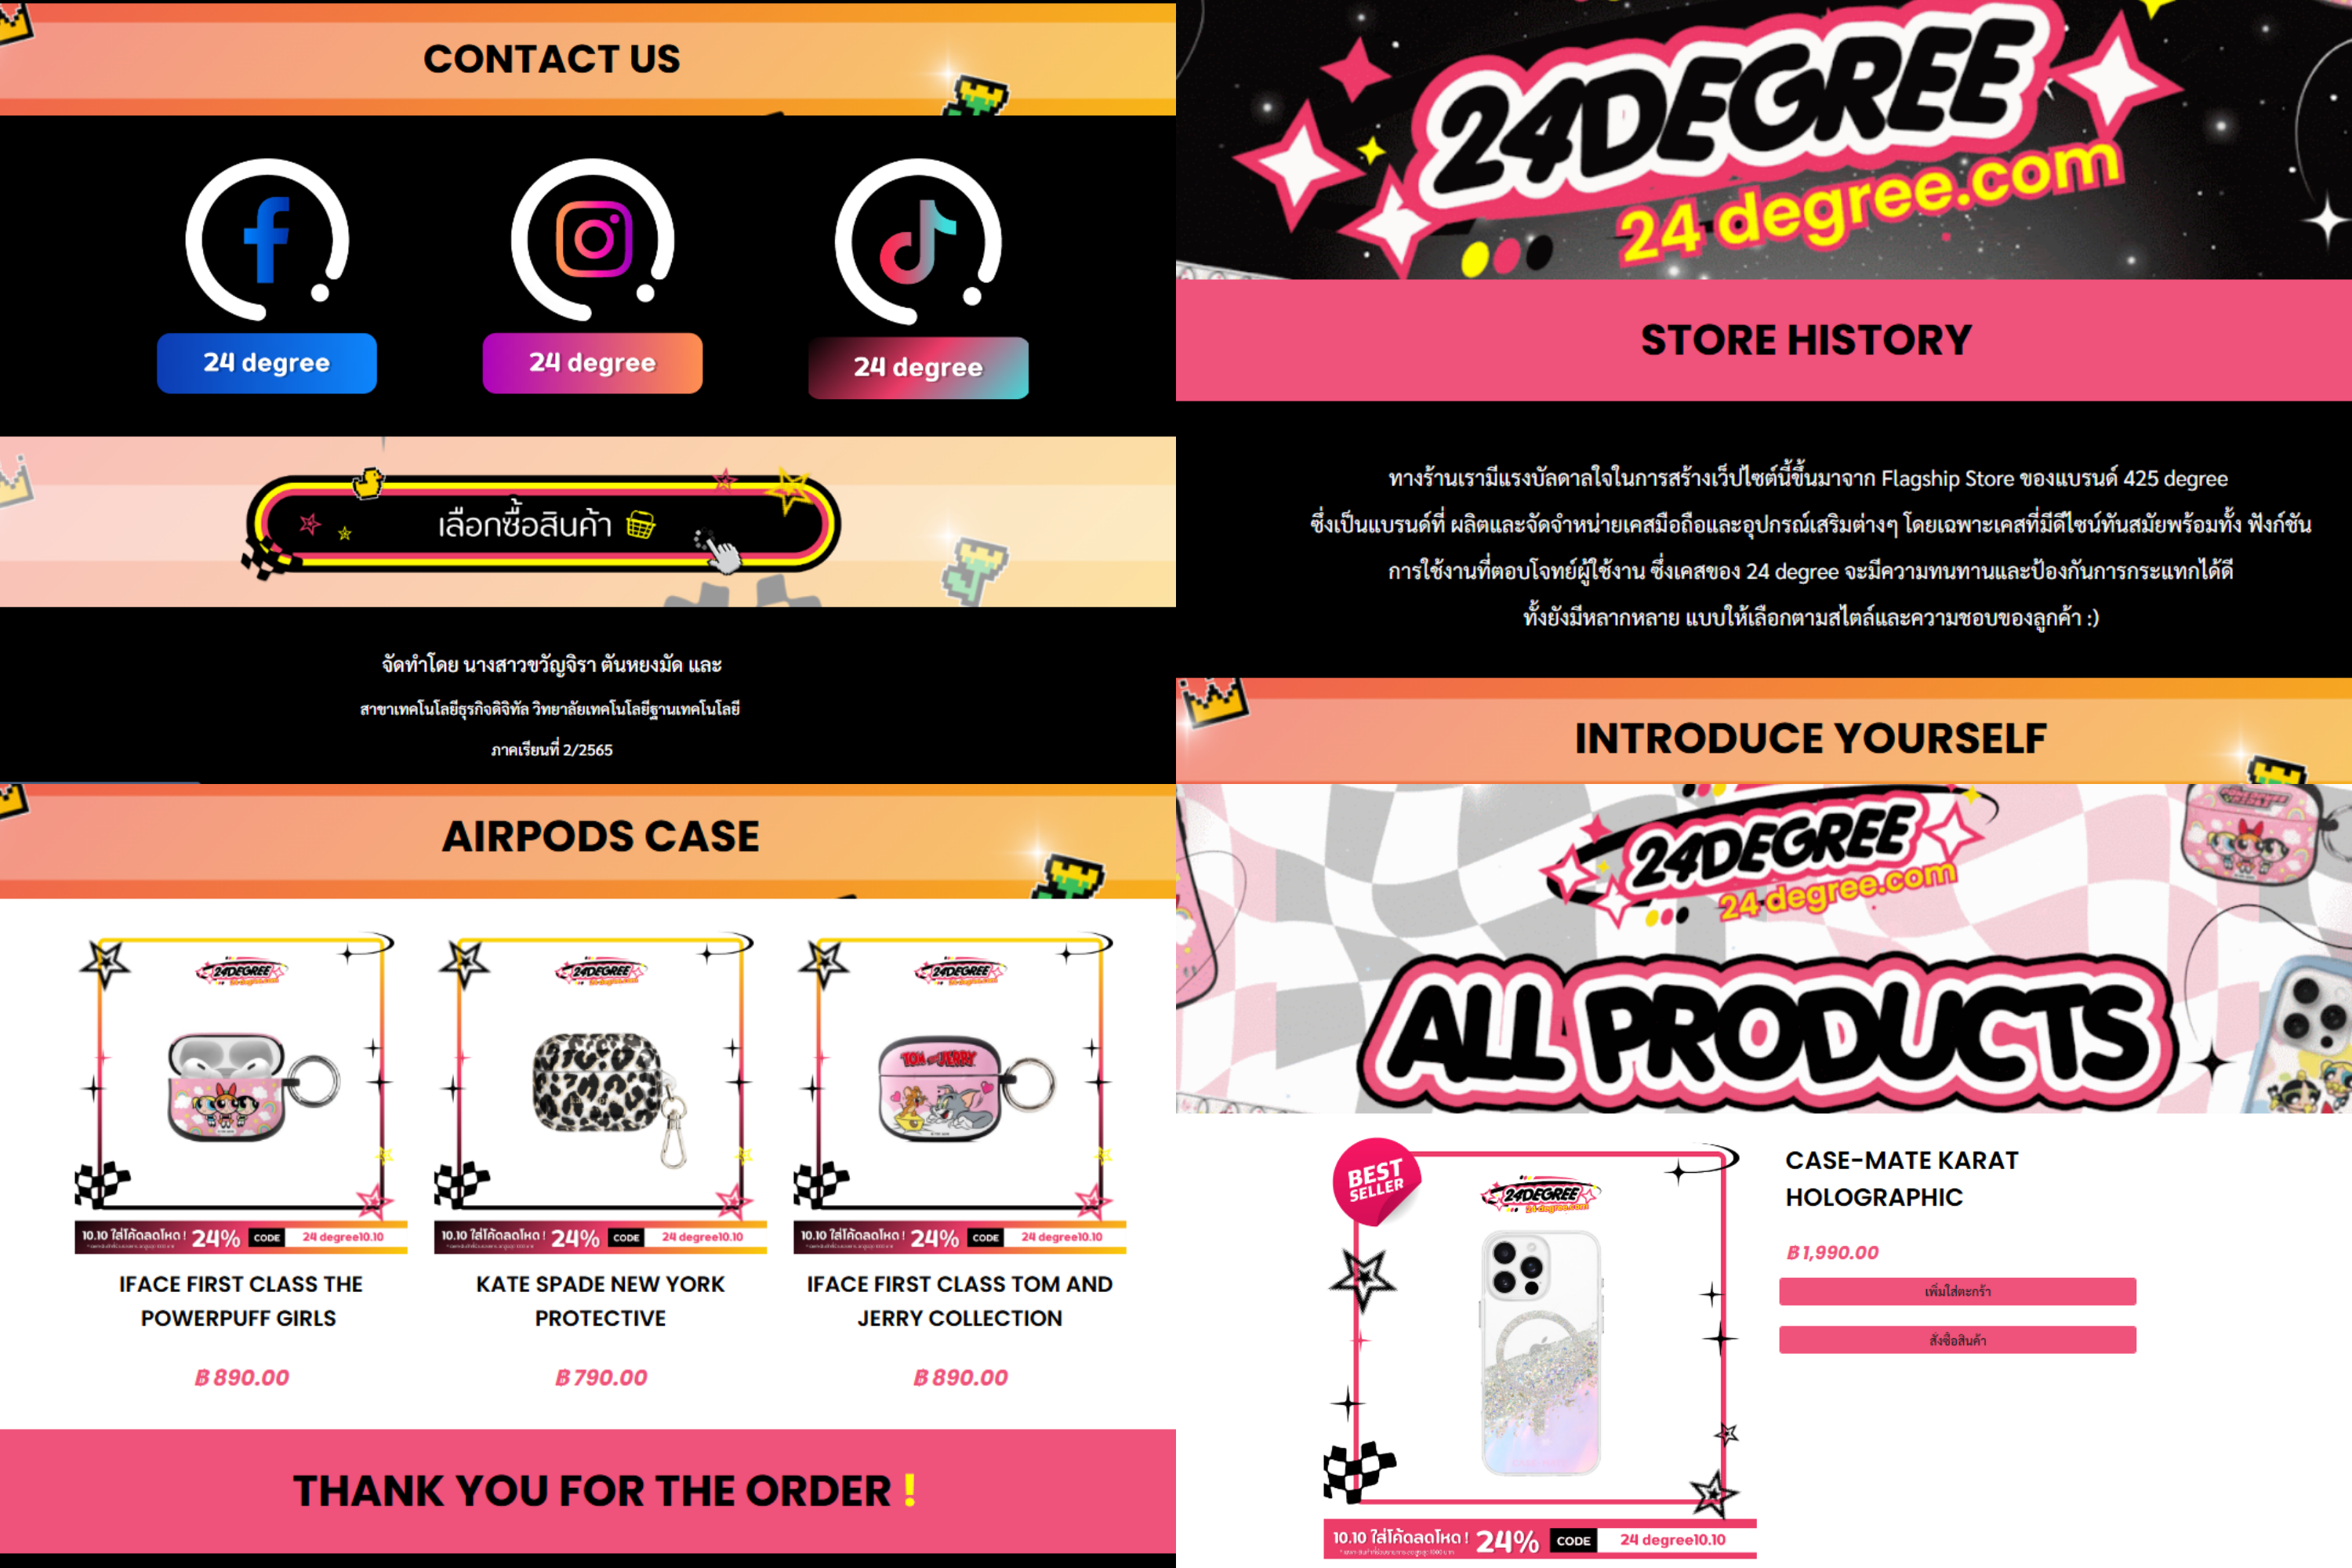 CONTACT US
24 degree
24 degree
24 degree
เลือกซื้อสินค้า
จัดทำโดย นางสาวขวัญจิรา ตันหยงมัด และ
สาขาเทคโนโลยีธุรกิจดิจิทัล วิทยาลัยเทคโนโลยีฐานเทคโนโลยี
ภาคเรียนที่ 2/2565
24DEGREE
24 degree.com
STORE HISTORY
ทางร้านเรามีแรงบัลดาลใจในการสร้างเว็ปไซต์นี้ขึ้นมาจาก Flagship Store ของแบรนด์ 425 degree
ซึ่งเป็นแบรนด์ที่ ผลิตและจัดจำหน่ายเคสมือถือและอุปกรณ์เสริมต่างๆ โดยเฉพาะเคสที่มีดีไซน์ทันสมัยพร้อมทั้ง ฟังก์ชัน
การใช้งานที่ตอบโจทย์ผู้ใช้งาน ซึ่งเคสของ 24 degree จะมีความทนทานและป้องกันการกระแทกได้ดี
ทั้งยังมีหลากหลาย แบบให้เลือกตามสไตล์และความชอบของลูกค้า :)
INTRODUCE YOURSELF
AIRPODS CASE
24DEGREE
24 degree.com
24DEGREE
24 degree.com
24DEGREE
24 degree.com
TOM and JERRY
10.10 ใส่โค้ดลดโหด ! 24% CODE 24 degree10.10
10.10 ใส่โค้ดลดโหด ! 24% CODE 24 degree10.10
10.10 ใส่โค้ดลดโหด ! 24% CODE 24 degree10.10
IFACE FIRST CLASS THE
POWERPUFF GIRLS
฿ 890.00
KATE SPADE NEW YORK
PROTECTIVE
฿ 790.00
IFACE FIRST CLASS TOM AND
JERRY COLLECTION
฿ 890.00
THANK YOU FOR THE ORDER !
24DEGREE
24 degree.com
ALL PRODUCTS
BEST
SELLER
24DEGREE
24 degree.com
10.10 ใส่โค้ดลดโหด ! 24% CODE 24 degree10.10
CASE-MATE KARAT
HOLOGRAPHIC
฿ 1,990.00
เพิ่มใส่ตะกร้า
สั่งซื้อสินค้า